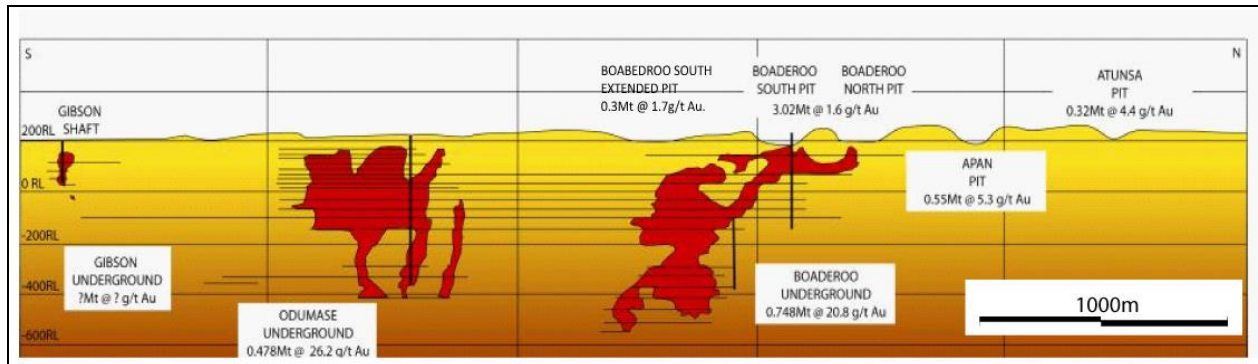 S
N
GIBSON
SHAFT
BOABEDROO SOUTH
EXTENDED PIT
0.3Mt @ 1.7g/t Au.
BOADEROO
SOUTH PIT
BOADEROO
NORTH PIT
3.02Mt @ 1.6 g/t Au
ATUNSA
PIT
0.32Mt @ 4.4 g/t Au
200RL
0 RL
-200RL
-400RL
-600RL
APAN
PIT
0.55Mt @ 5.3 g/t Au
GIBSON
UNDERGROUND
?Mt @ ? g/t Au
ODUMASE
UNDERGROUND
0.478Mt @ 26.2 g/t Au
BOADEROO
UNDERGROUND
0.748Mt @ 20.8 g/t Au
1000m